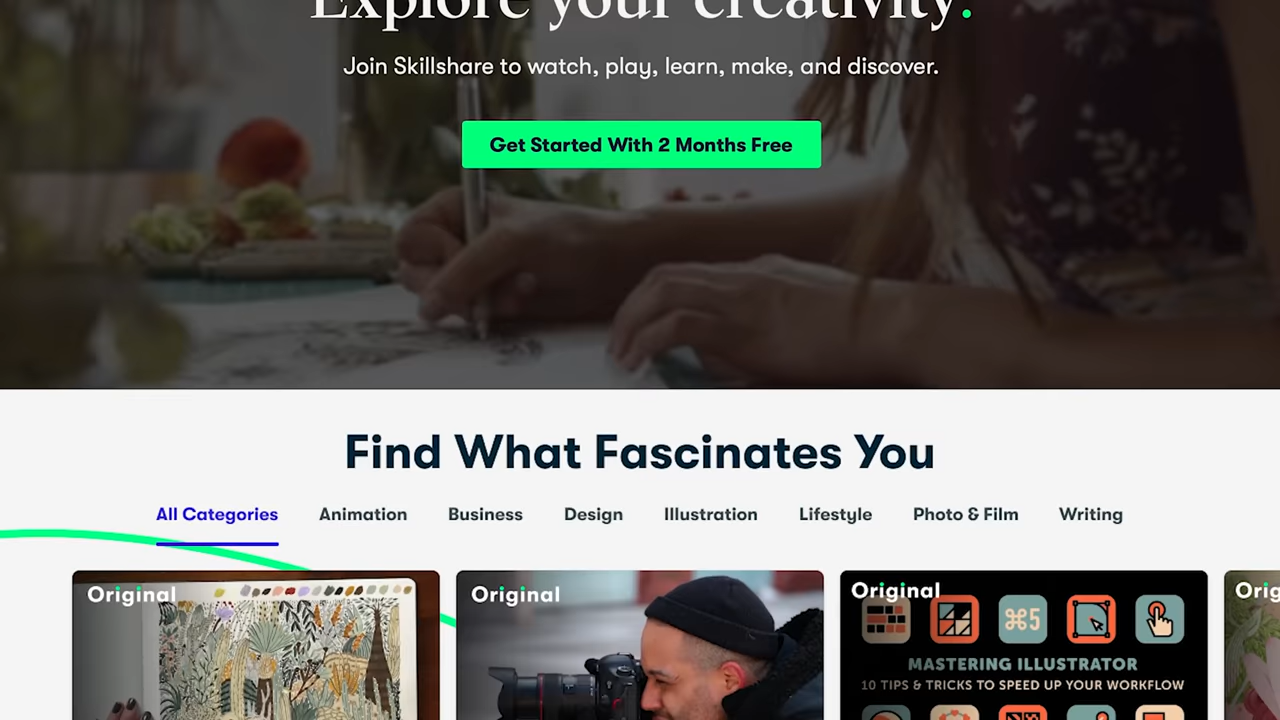 Explore your creativity.
Join Skillshare to watch, play, learn, make, and discover.
Get Started With 2 Months Free
Find What Fascinates You
All Categories Animation Business Design Illustration Lifestyle Photo & Film Writing
Original Original Original
⌘5
MASTERING ILLUSTRATOR
10 TIPS & TRICKS TO SPEED UP YOUR WORKFLOW